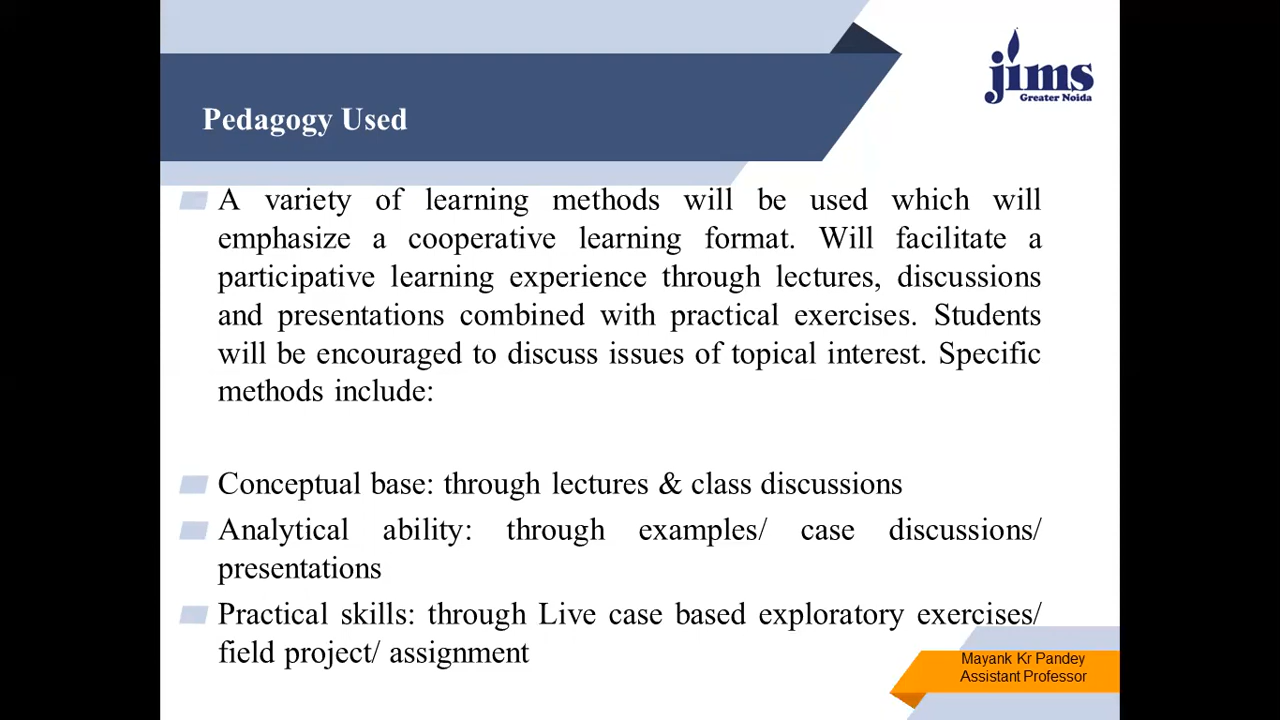 jims
Greater Noida
Pedagogy Used
A variety of learning methods will be used which will
emphasize a cooperative learning format. Will facilitate a
participative learning experience through lectures, discussions
and presentations combined with practical exercises. Students
will be encouraged to discuss issues of topical interest. Specific
methods include:
Conceptual base: through lectures & class discussions
Analytical ability: through examples/ case discussions/
presentations
Practical skills: through Live case based exploratory exercises/
field project/ assignment
Mayank Kr Pandey
Assistant Professor